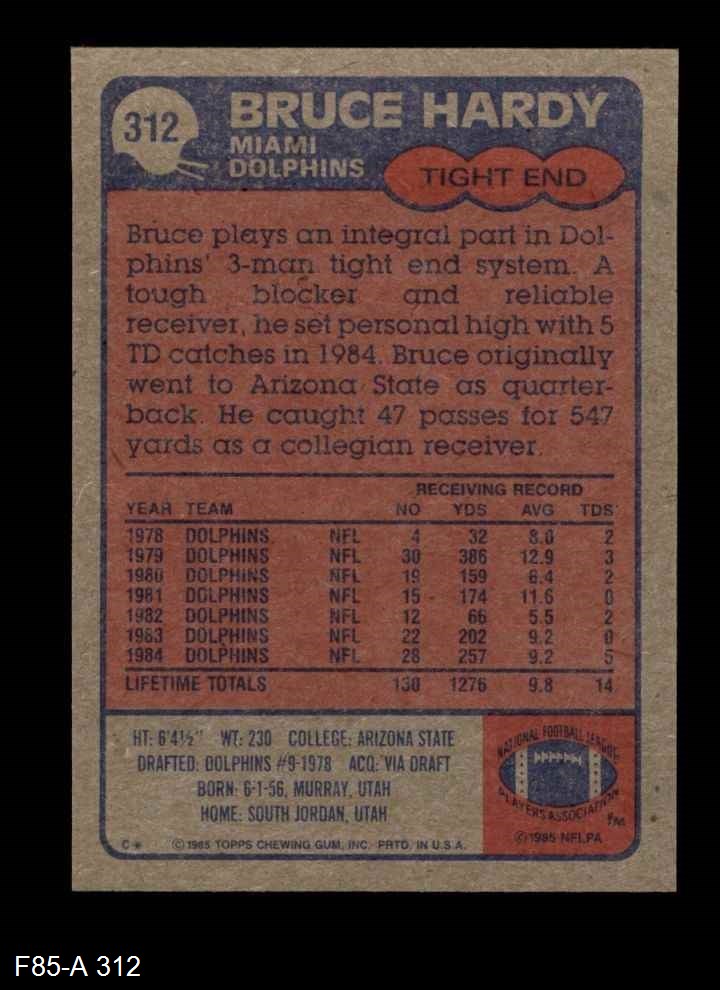 312
BRUCE HARDY
MIAMI
DOLPHINS
TIGHT END
Bruce plays an integral part in Dol-
phins' 3-man tight end system. A
tough blocker and reliable
receiver, he set personal high with 5
TD catches in 1984. Bruce originally
went to Arizona State as quarter-
back. He caught 47 passes for 547
yards as a collegian receiver.
RECEIVING RECORD
YEAR TEAM NO YDS AVG TDS
1978 DOLPHINS NFL 4 32 8.0 2
1979 DOLPHINS NFL 30 386 12.9 3
1980 DOLPHINS NFL 19 159 8.4 2
1981 DOLPHINS NFL 15 174 11.6 0
1982 DOLPHINS NFL 12 66 5.5 2
1983 DOLPHINS NFL 22 202 9.2 0
1984 DOLPHINS NFL 28 257 9.2 5
LIFETIME TOTALS 130 1276 9.8 14
HT: 6'4½" WT: 230 COLLEGE: ARIZONA STATE
DRAFTED: DOLPHINS #9-1978 ACQ: VIA DRAFT
BORN: 6-1-56, MURRAY, UTAH
HOME: SOUTH JORDAN, UTAH
C* © 1985 TOPPS CHEWING GUM, INC. PRTD. IN U.S.A.
NATIONAL FOOTBALL LEAGUE
PLAYERS ASSOCIATION
TM
© 1985 NFLPA
F85-A 312